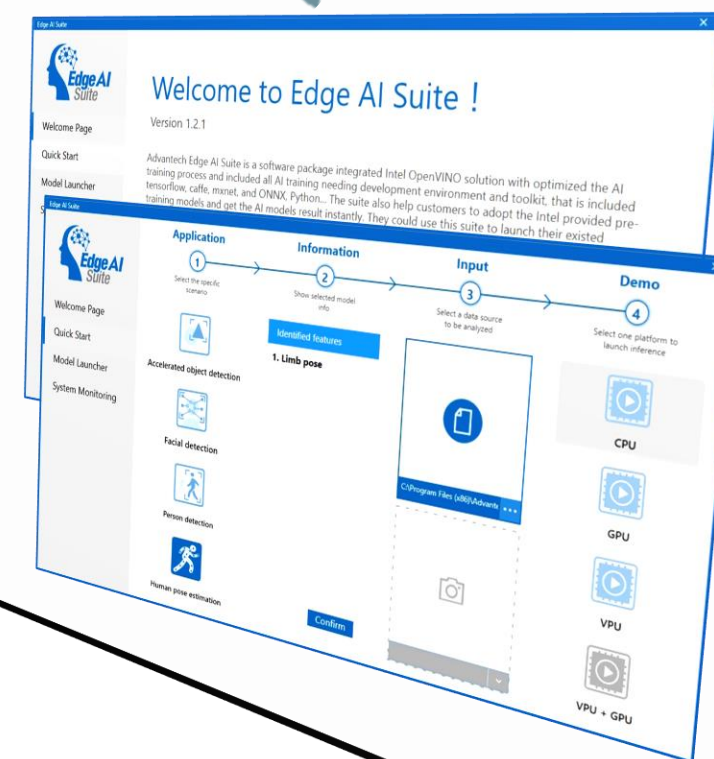 Edge AI Suite
Edge AI
Suite
Welcome to Edge AI Suite !
Version 1.2.1
Welcome Page
Quick Start
Model Launcher
Advantech Edge AI Suite is a software package integrated Intel OpenVINO solution with optimized the AI
training process and included all AI training needing development environment and toolkit, that is included
tensorflow, caffe, mxnet, and ONNX, Python... The suite also help customers to adopt the Intel provided pre-
training models and get the AI models result instantly. They could use this suite to launch their existed
Edge AI Suite
Edge AI
Suite
Welcome Page
Quick Start
Model Launcher
System Monitoring
Application
1
Select the specific
scenario
Accelerated object detection
Facial detection
Person detection
Human pose estimation
Information
2
Show selected model
info
Identified features
1. Limb pose
Confirm
Input
3
Select a data source
to be analyzed
C:\Program Files (x86)\Advante
Demo
4
Select one platform to
launch inference
CPU
GPU
VPU
VPU + GPU